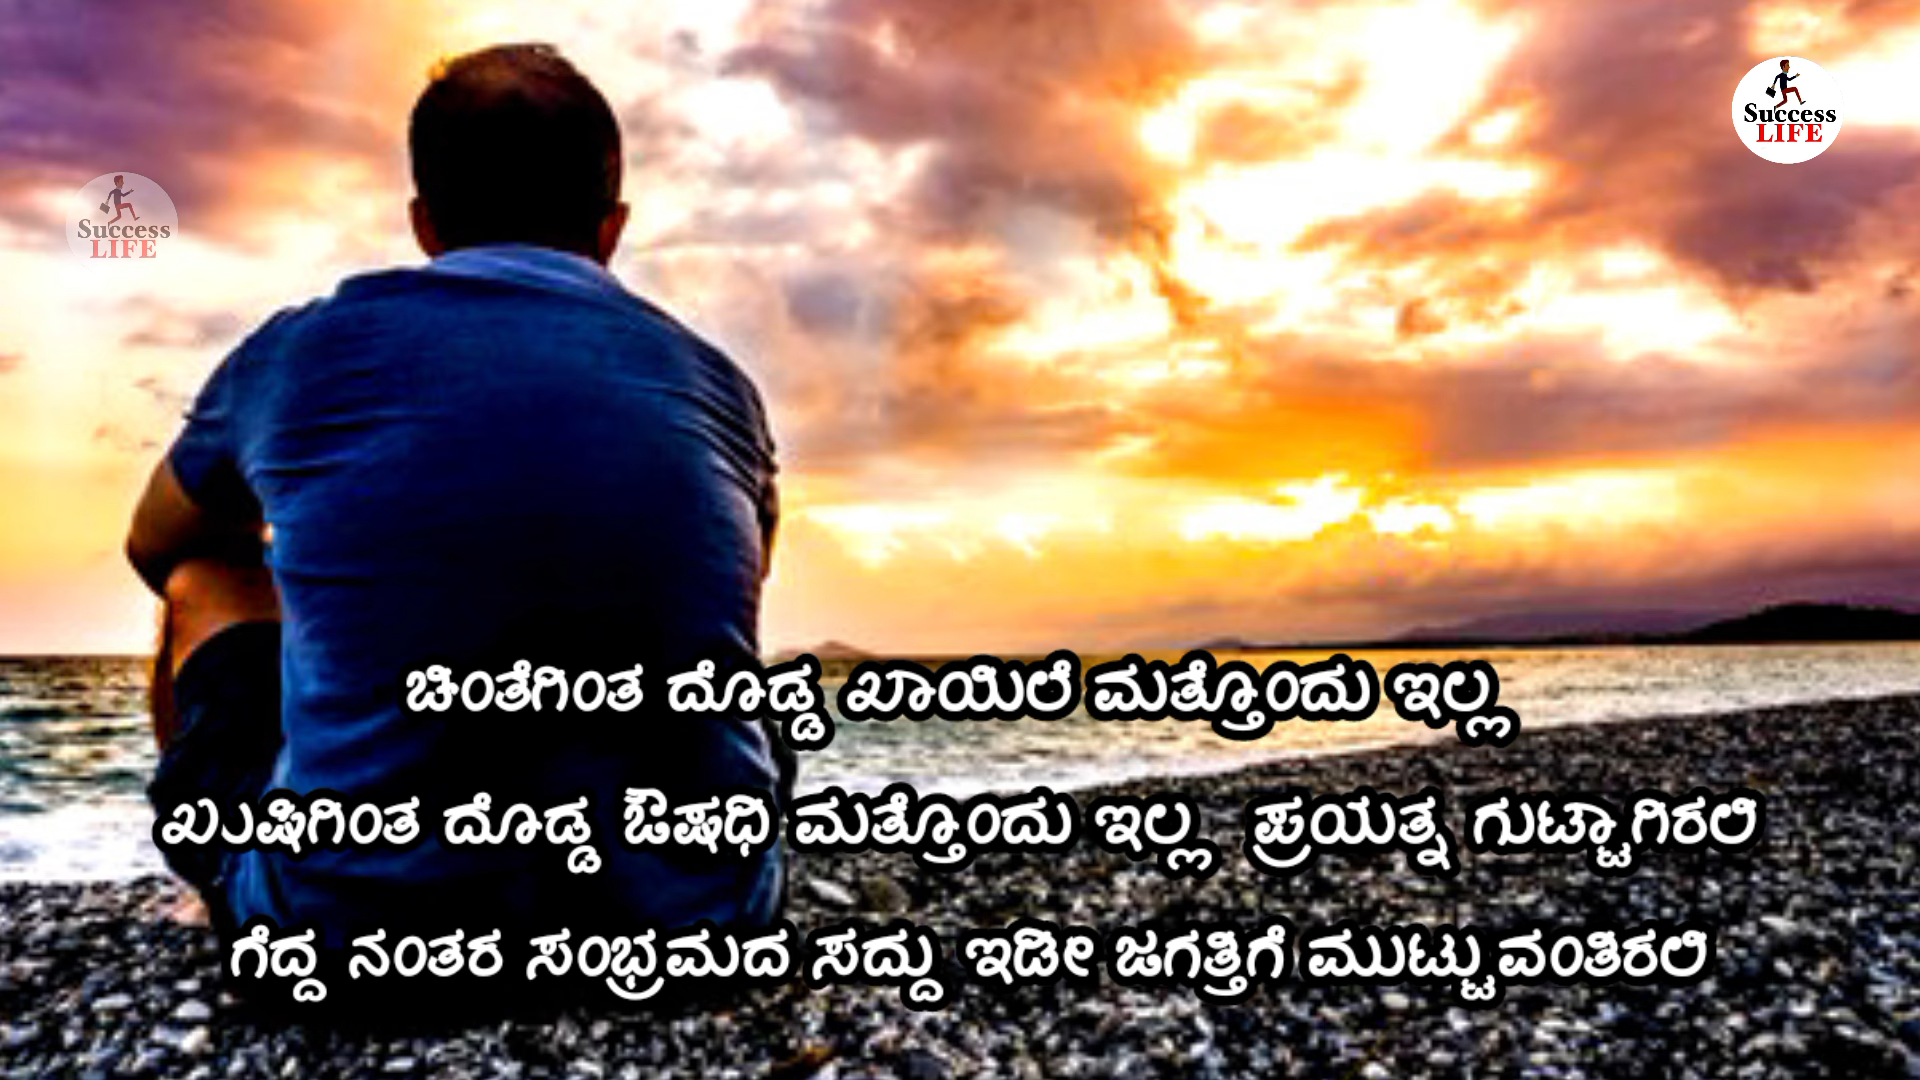 Success
LIFE
Success
LIFE
ಚಿಂತೆಗಿಂತ ದೊಡ್ಡ ಖಾಯಿಲೆ ಮತ್ತೊಂದು ಇಲ್ಲ
ಖುಷಿಗಿಂತ ದೊಡ್ಡ ಔಷಧಿ ಮತ್ತೊಂದು ಇಲ್ಲ ಪ್ರಯತ್ನ ಗುಟ್ಟಾಗಿರಲಿ
ಗೆದ್ದ ನಂತರ ಸಂಭ್ರಮದ ಸದ್ದು ಇಡೀ ಜಗತ್ತಿಗೆ ಮುಟ್ಟುವಂತಿರಲಿ